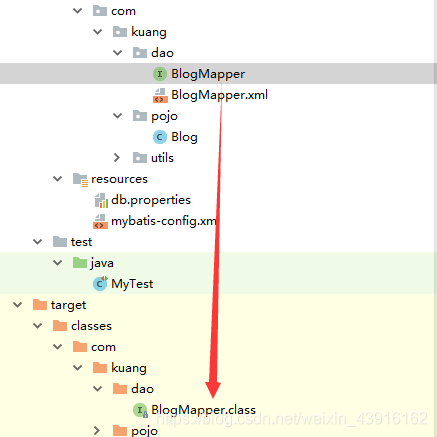 com
kuang
dao
BlogMapper
BlogMapper.xml
pojo
Blog
utils
resources
db.properties
mybatis-config.xml
test
java
MyTest
target
classes
com
kuang
dao
BlogMapper.class
https://blog.csdn.net/weixin_43916162
pojo